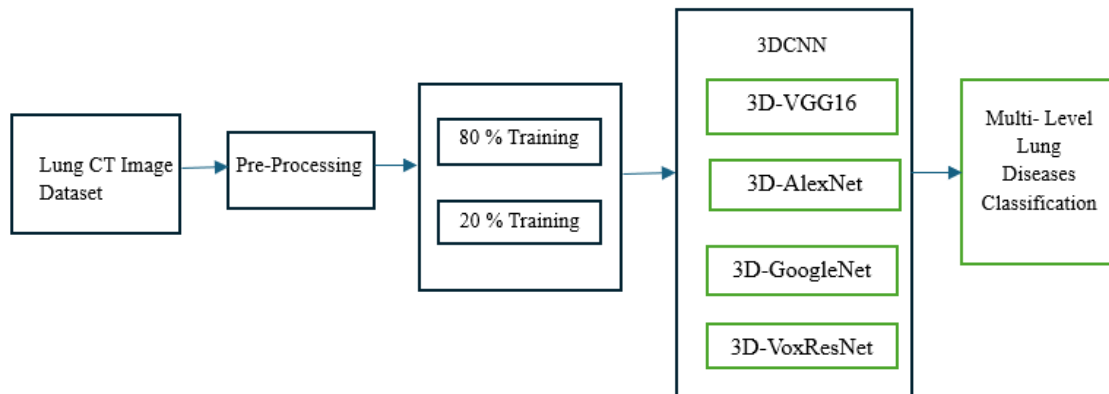 Lung CT Image
Dataset
Pre-Processing
80 % Training
20 % Training
3DCNN
3D-VGG16
3D-AlexNet
3D-GoogleNet
3D-VoxResNet
Multi- Level
Lung
Diseases
Classification